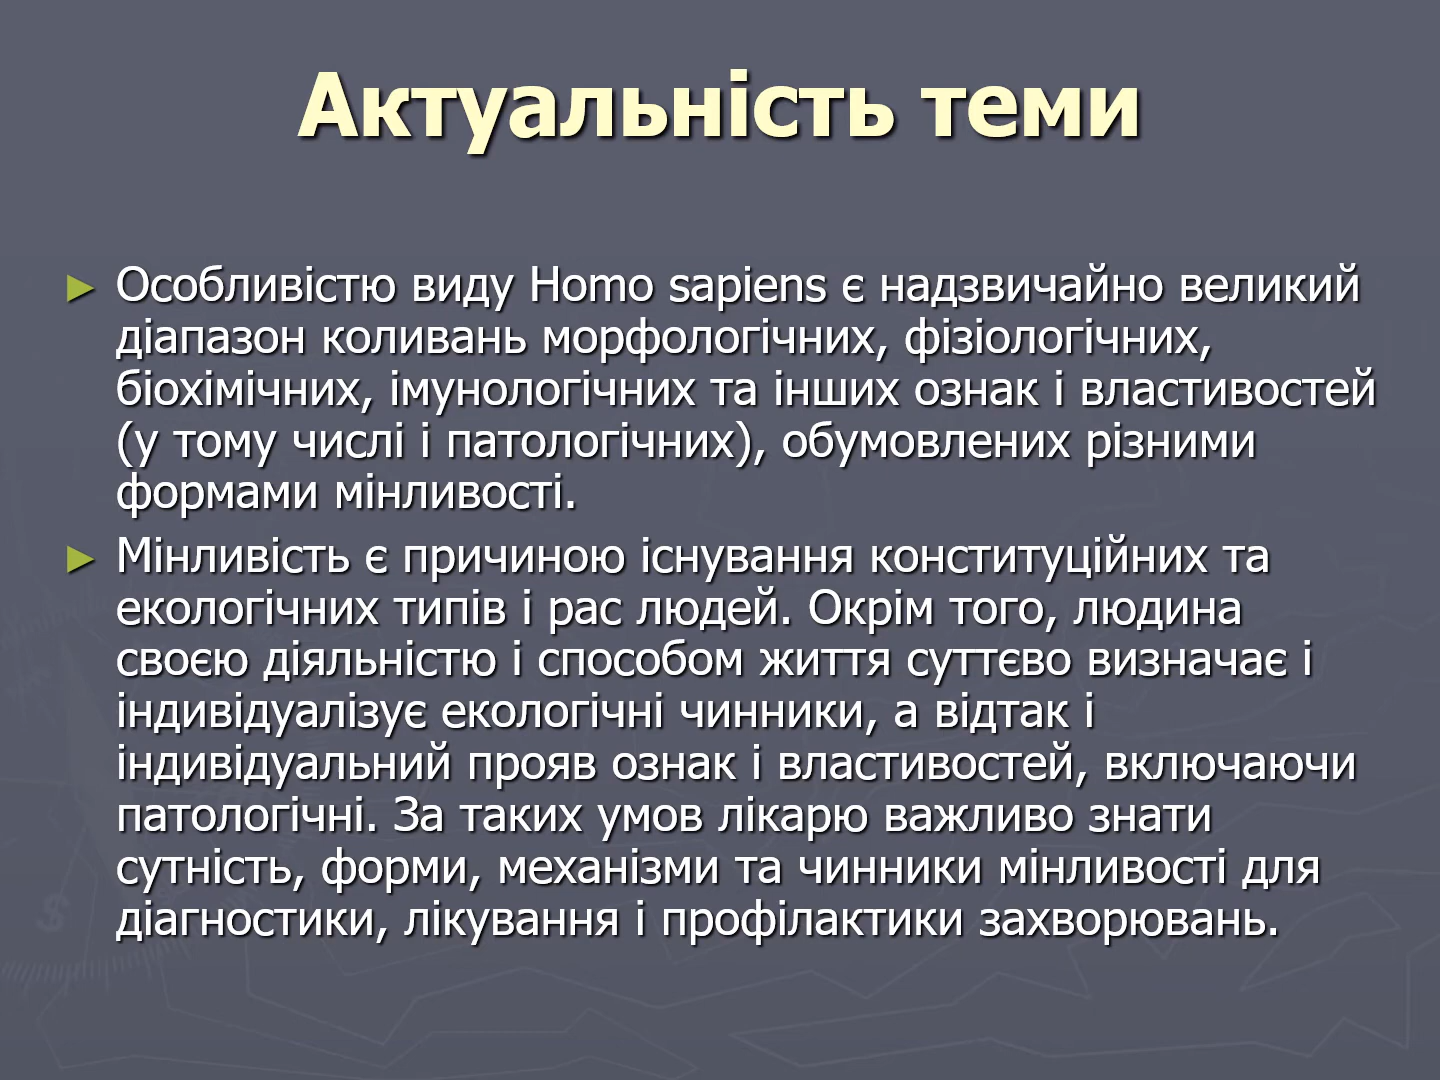 Актуальність теми
► Особливістю виду Homo sapiens є надзвичайно великий
діапазон коливань морфологічних, фізіологічних,
біохімічних, імунологічних та інших ознак і властивостей
(у тому числі і патологічних), обумовлених різними
формами мінливості.
► Мінливість є причиною існування конституційних та
екологічних типів і рас людей. Окрім того, людина
своєю діяльністю і способом життя суттєво визначає і
індивідуалізує екологічні чинники, а відтак і
індивідуальний прояв ознак і властивостей, включаючи
патологічні. За таких умов лікарю важливо знати
сутність, форми, механізми та чинники мінливості для
діагностики, лікування і профілактики захворювань.